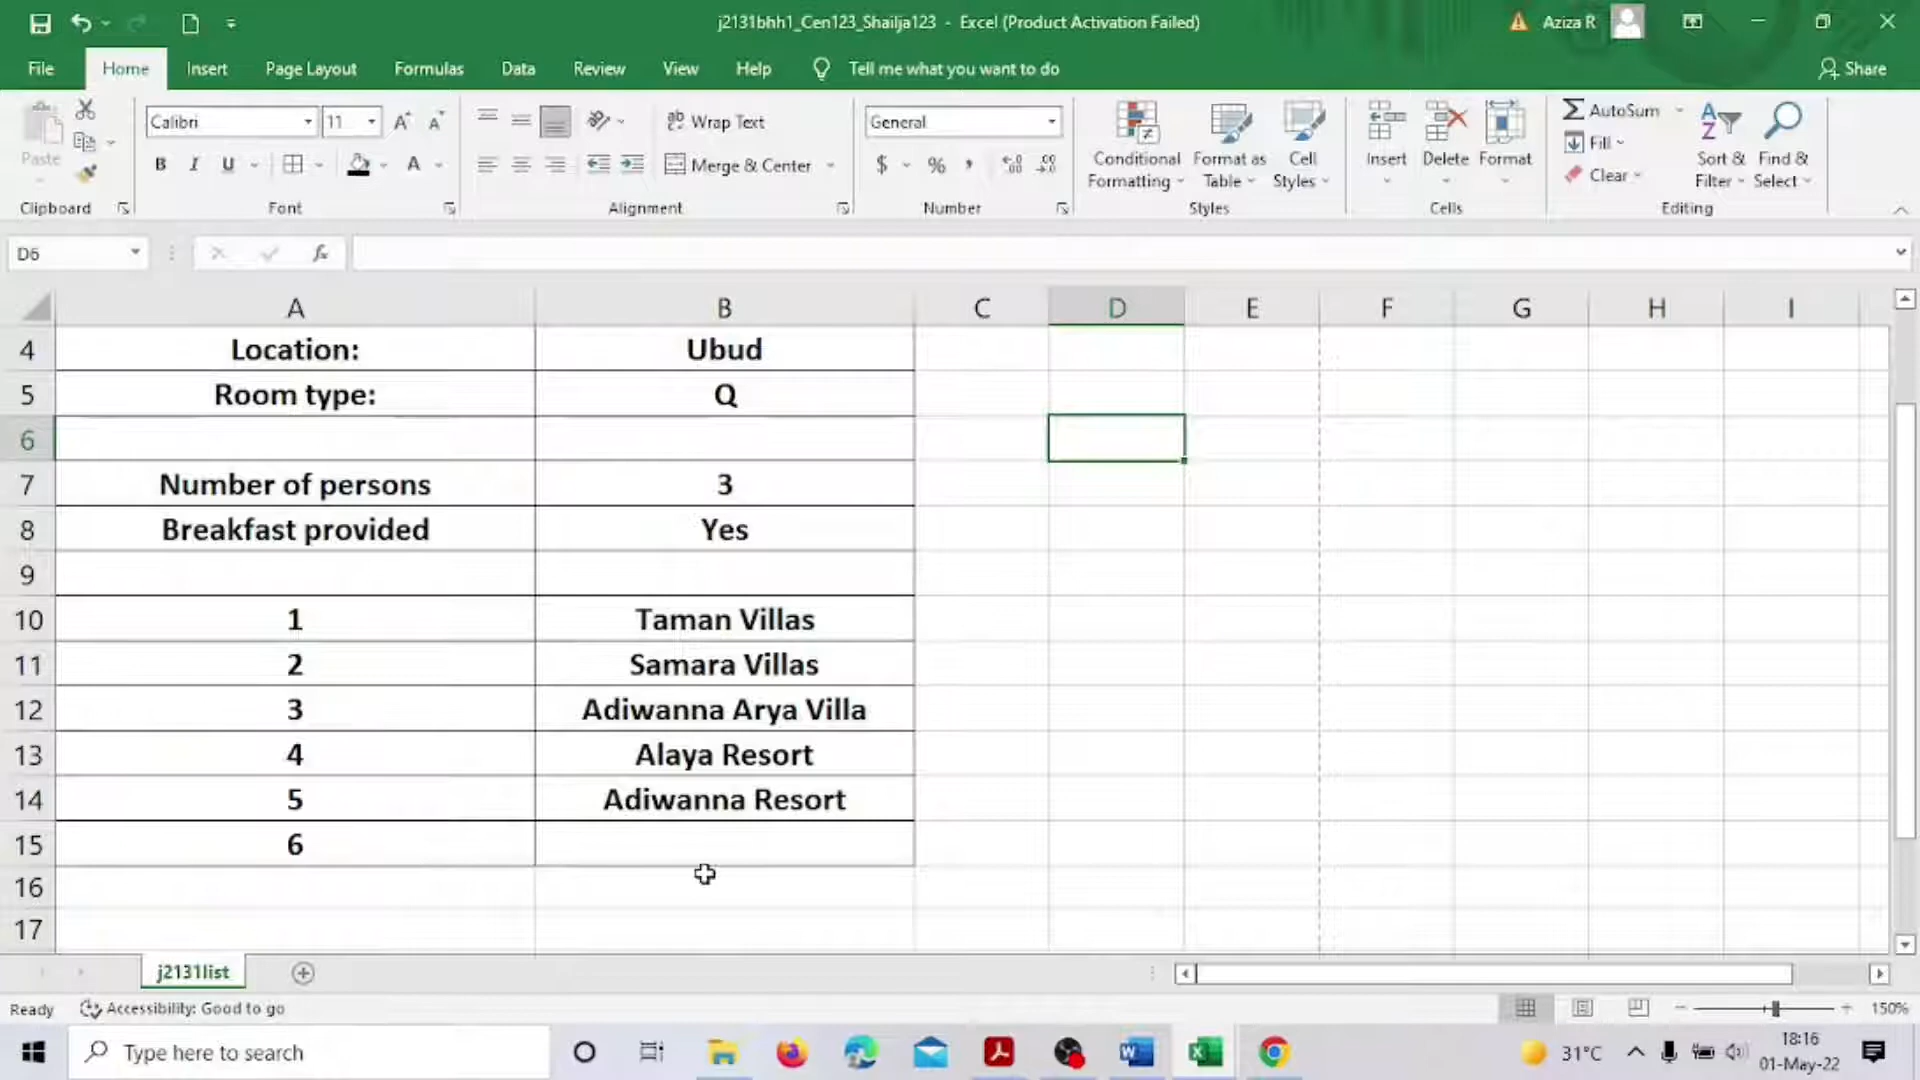 j2131bhh1_Cen123_Shailja123 - Excel (Product Activation Failed)
Aziza R
File Home Insert Page Layout Formulas Data Review View Help Tell me what you want to do Share
Paste
Clipboard
Calibri 11
B I U A
Font
Wrap Text
Merge & Center
Alignment
General
$ % ,
Number
Conditional Formatting
Format as Table
Cell Styles
Styles
Insert Delete Format
Cells
AutoSum
Fill
Clear
Sort & Filter
Find & Select
Editing
D6 fx
A B C D E F G H I
4 Location: Ubud
5 Room type: Q
6
7 Number of persons 3
8 Breakfast provided Yes
9
10 1 Taman Villas
11 2 Samara Villas
12 3 Adiwanna Arya Villa
13 4 Alaya Resort
14 5 Adiwanna Resort
15 6
16
17
j2131list
Ready Accessibility: Good to go 150%
Type here to search
31°C
18:16
01-May-22